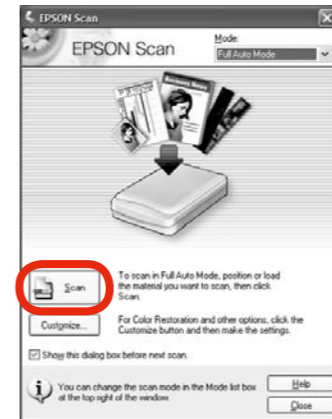 EPSON Scan
EPSON Scan
Mode:
Full Auto Mode
Business News
Scan
To scan in Full Auto Mode, position or load
the material you want to scan, then click
Scan.
Customize...
For Color Restoration and other options, click the
Customize button and then make the settings.
Show this dialog box before next scan.
You can change the scan mode in the Mode list box
at the top right of the window.
Help
Close